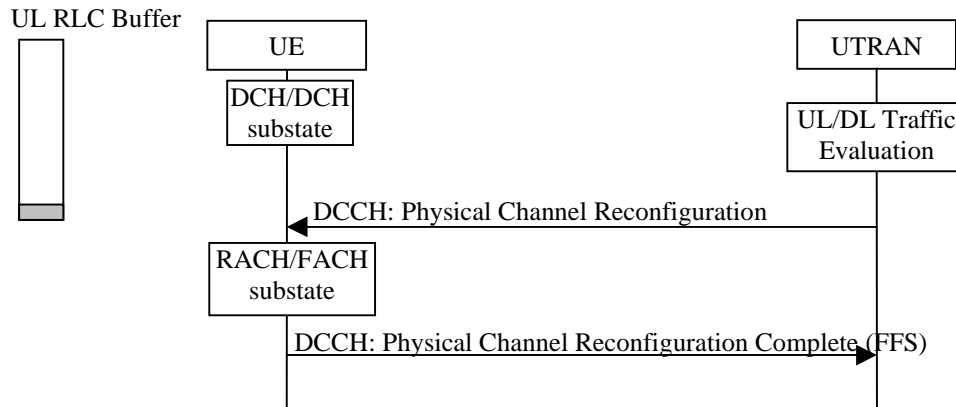 UL RLC Buffer
UE
UTRAN
DCH/DCH
substate
UL/DL Traffic
Evaluation
DCCH: Physical Channel Reconfiguration
RACH/FACH
substate
DCCH: Physical Channel Reconfiguration Complete (FFS)